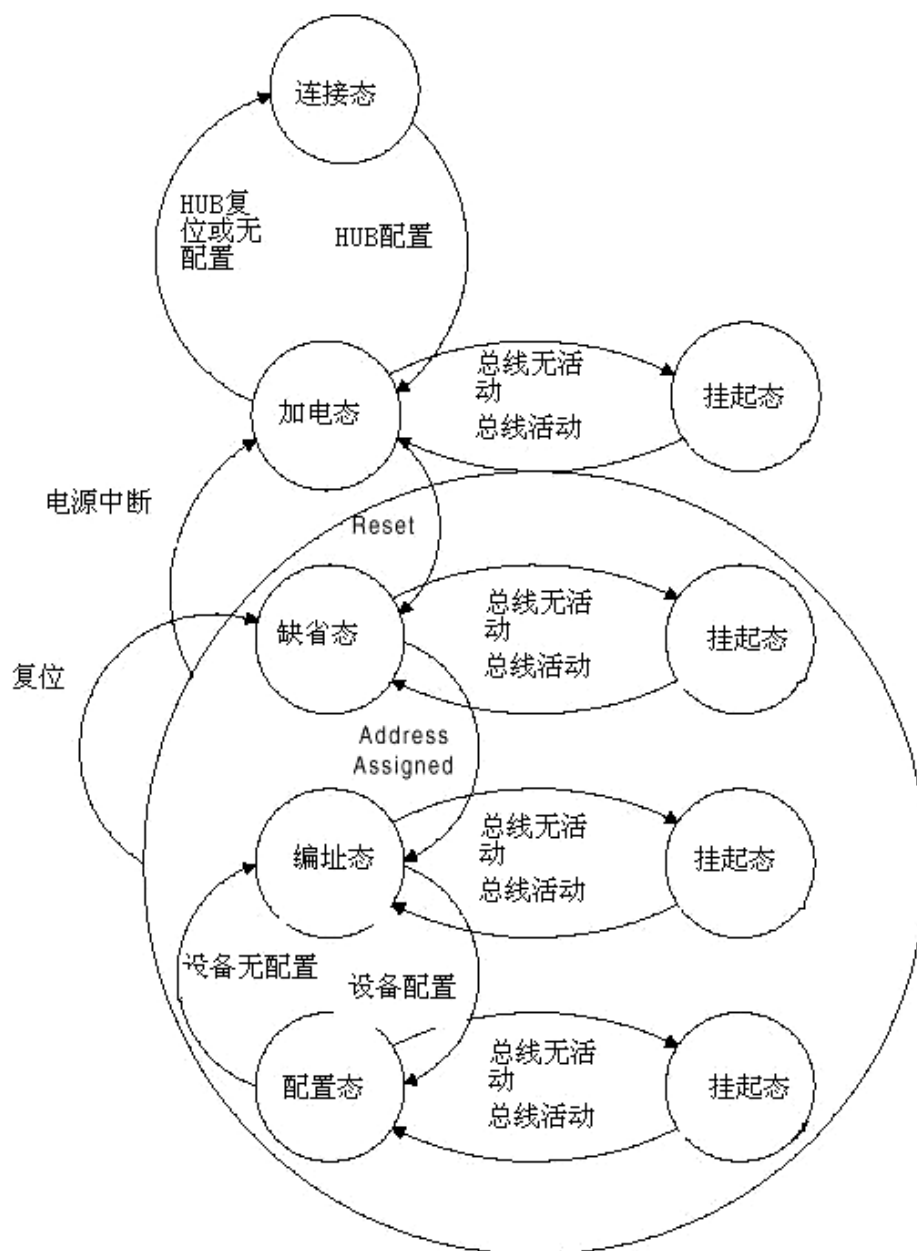 连接态
HUB复
位或无
配置
HUB配置
加电态
总线无活
动
总线活动
挂起态
电源中断
Reset
缺省态
总线无活
动
总线活动
挂起态
复位
Address
Assigned
编址态
总线无活
动
总线活动
挂起态
设备无配置
设备配置
配置态
总线无活
动
总线活动
挂起态